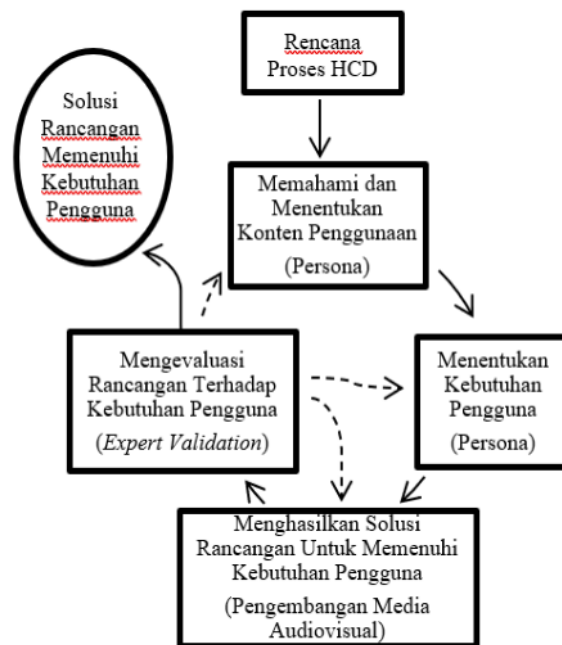 Rencana
Proses HCD
Solusi
Rancangan
Memenuhi
Kebutuhan
Pengguna
Memahami dan
Menentukan
Konten Penggunaan
(Persona)
Mengevaluasi
Rancangan Terhadap
Kebutuhan Pengguna
(Expert Validation)
Menentukan
Kebutuhan
Pengguna
(Persona)
Menghasilkan Solusi
Rancangan Untuk Memenuhi
Kebutuhan Pengguna
(Pengembangan Media
Audiovisual)